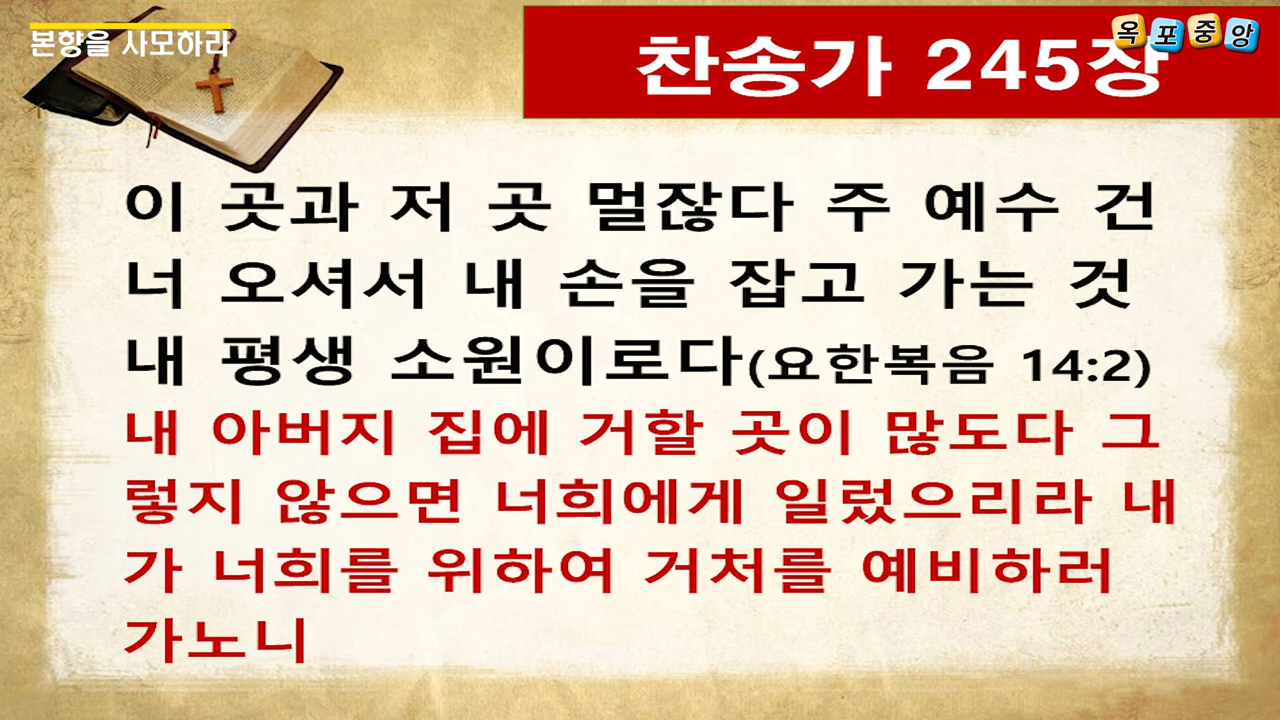 본향을 사모하라
옥포중앙
찬송가 245장
이 곳과 저 곳 멀잖다 주 예수 건
너 오셔서 내 손을 잡고 가는 것
내 평생 소원이로다(요한복음 14:2)
내 아버지 집에 거할 곳이 많도다 그
렇지 않으면 너희에게 일렀으리라 내
가 너희를 위하여 거처를 예비하러
가노니